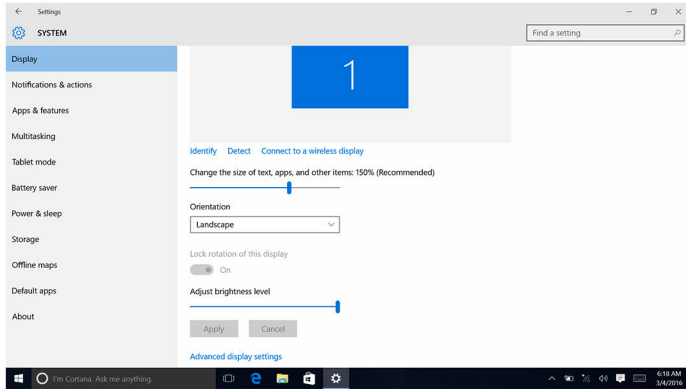 Settings
SYSTEM
Find a setting
Display
Notifications & actions
Apps & features
Multitasking
Tablet mode
Battery saver
Power & sleep
Storage
Offline maps
Default apps
About
1
Identify Detect Connect to a wireless display
Change the size of text, apps, and other items: 150% (Recommended)
Orientation
Landscape
Lock rotation of this display
On
Adjust brightness level
Apply Cancel
Advanced display settings
I'm Cortana. Ask me anything.
6:18 AM
3/4/2016